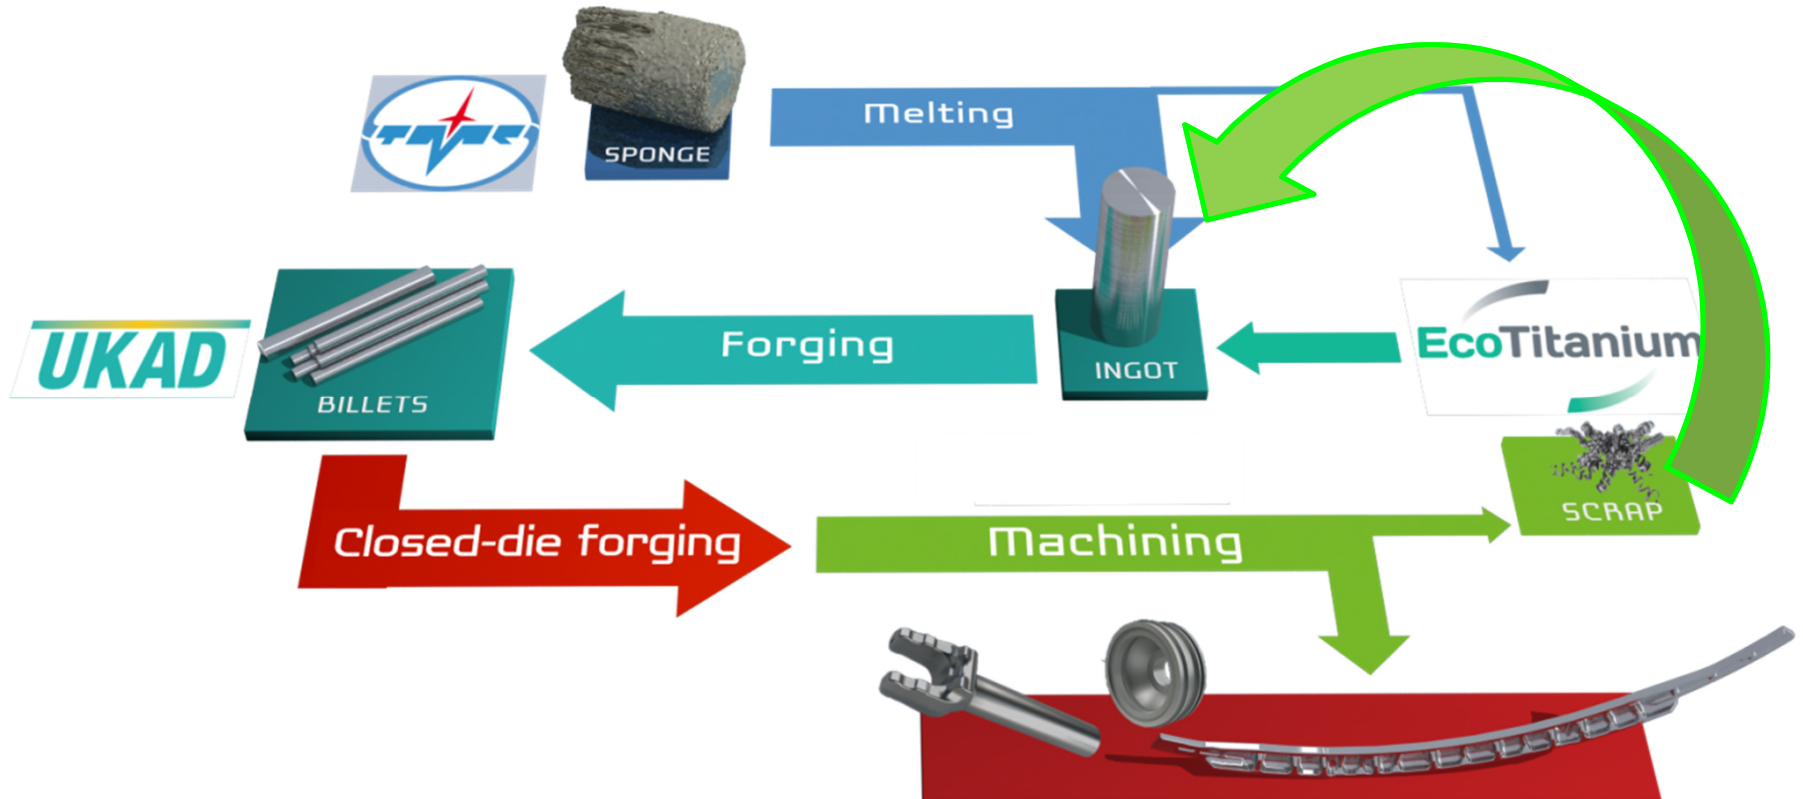 Melting
SPONGE
UKAD
BILLETS
Forging
INGOT
EcoTitanium
Closed-die forging
Machining
SCRAP